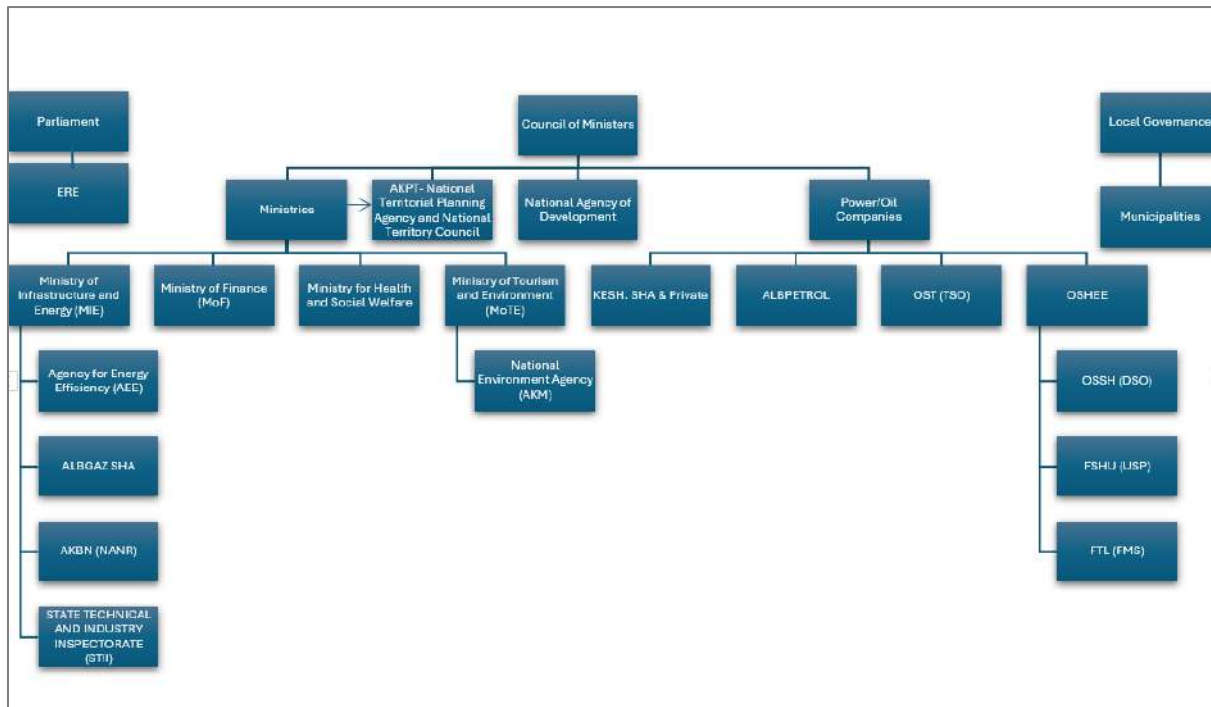 Parliament
Council of Ministers
Local Governance
ERE
Ministries
AKPT- National
Territorial Planning
Agency and National
Territory Council
National Agency of
Development
Power/Oil
Companies
Municipalities
Ministry of
Infrastructure and
Energy (MIE)
Ministry of Finance
(MoF)
Ministry for Health
and Social Welfare
Ministry of Tourism
and Environment
(MoTE)
KESH. SHA & Private
ALBPETROL
OST (TSO)
OSHEE
Agency for Energy
Efficiency (AEE)
National
Environment Agency
(AKM)
OSSH (DSO)
ALBGAZ SHA
FSHU (USP)
AKBN (NANR)
FTL (FMS)
STATE TECHNICAL
AND INDUSTRY
INSPECTORATE
(STII)